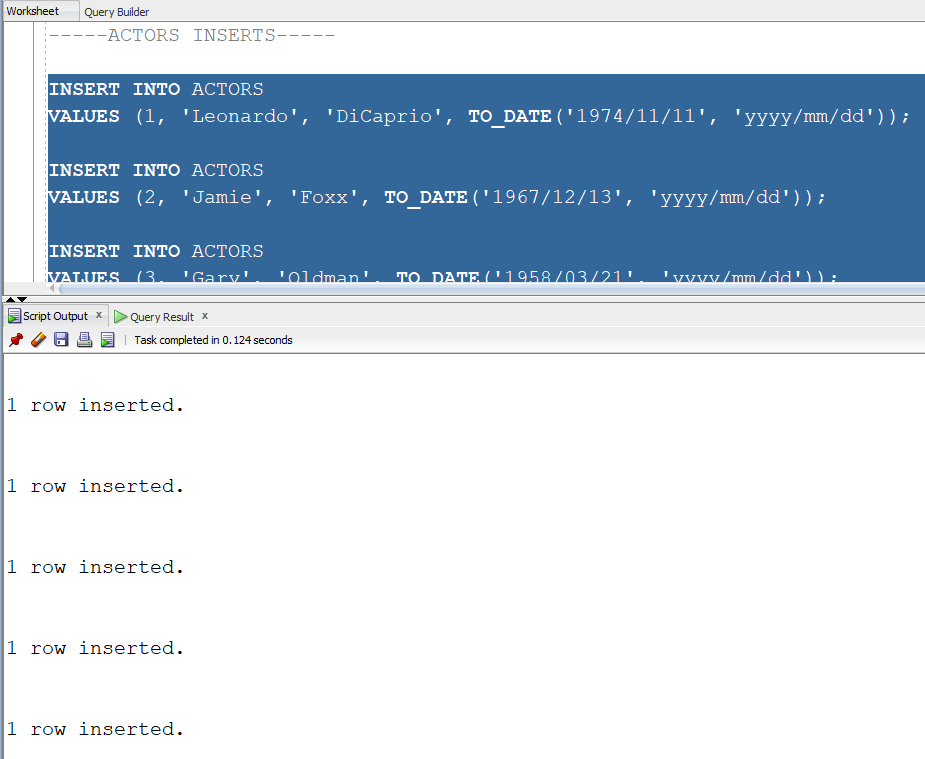 Worksheet Query Builder
-----ACTORS INSERTS-----
INSERT INTO ACTORS
VALUES (1, 'Leonardo', 'DiCaprio', TO_DATE('1974/11/11', 'yyyy/mm/dd'));
INSERT INTO ACTORS
VALUES (2, 'Jamie', 'Foxx', TO_DATE('1967/12/13', 'yyyy/mm/dd'));
INSERT INTO ACTORS
VALUES (3, 'Gary', 'Oldman', TO_DATE('1958/03/21', 'yyyy/mm/dd'));
Script Output x Query Result x
Task completed in 0.124 seconds
1 row inserted.
1 row inserted.
1 row inserted.
1 row inserted.
1 row inserted.